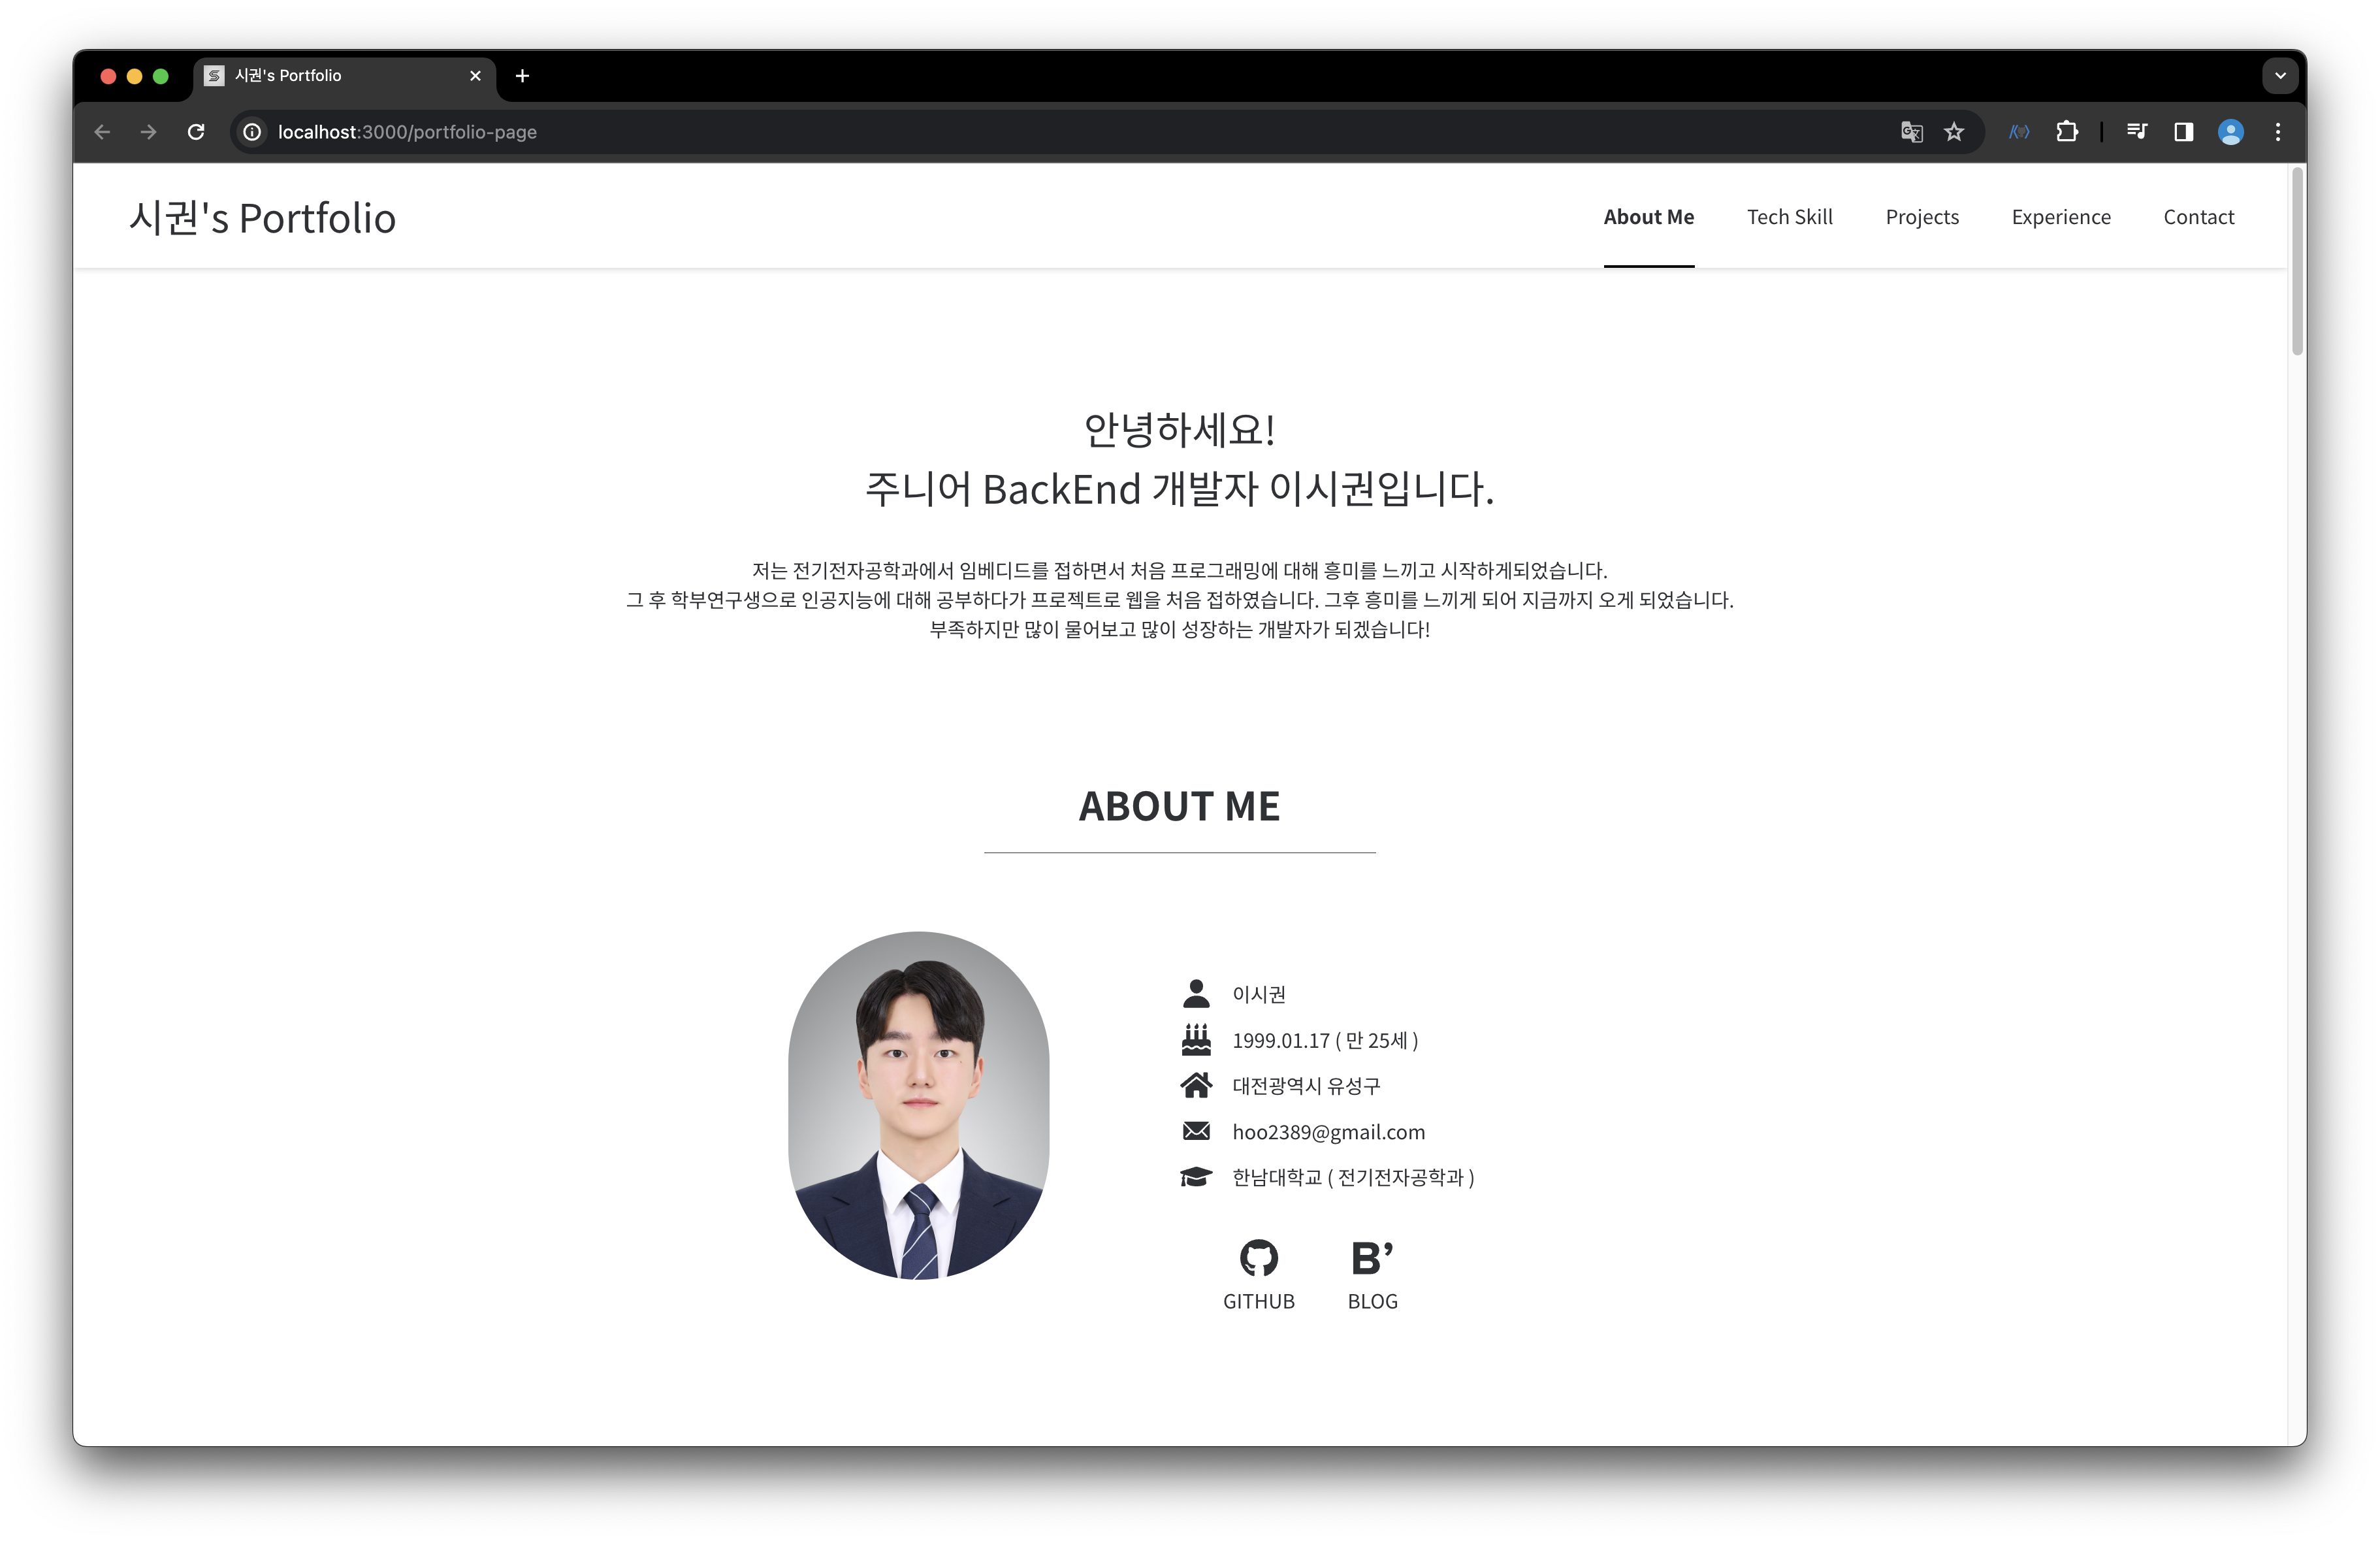 시권's Portfolio
localhost:3000/portfolio-page
시권's Portfolio
About Me
Tech Skill
Projects
Experience
Contact
안녕하세요!
주니어 BackEnd 개발자 이시권입니다.
저는 전기전자공학과에서 임베디드를 접하면서 처음 프로그래밍에 대해 흥미를 느끼고 시작하게되었습니다.
그 후 학부연구생으로 인공지능에 대해 공부하다가 프로젝트로 웹을 처음 접하였습니다. 그후 흥미를 느끼게 되어 지금까지 오게 되었습니다.
부족하지만 많이 물어보고 많이 성장하는 개발자가 되겠습니다!
ABOUT ME
이시권
1999.01.17 ( 만 25세 )
대전광역시 유성구
hoo2389@gmail.com
한남대학교 ( 전기전자공학과 )
B’
GITHUB
BLOG